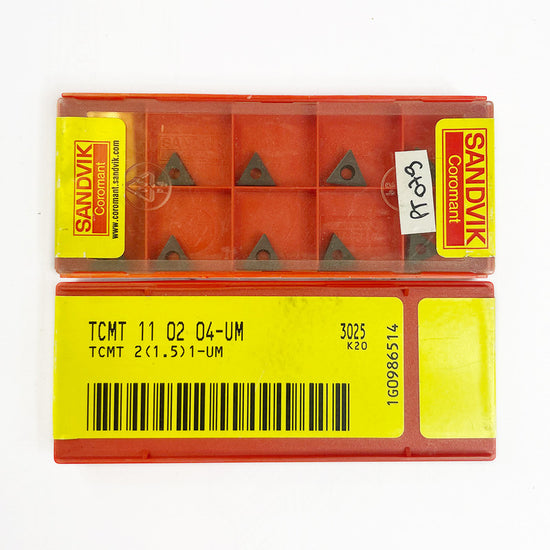 SANDVIK
Coromant
www.coromant.sandvik.com
PT023
SANDVIK
Coromant
TCMT 11 02 04-UM
TCMT 2(1.5)1-UM
3025
K20
1G0986514